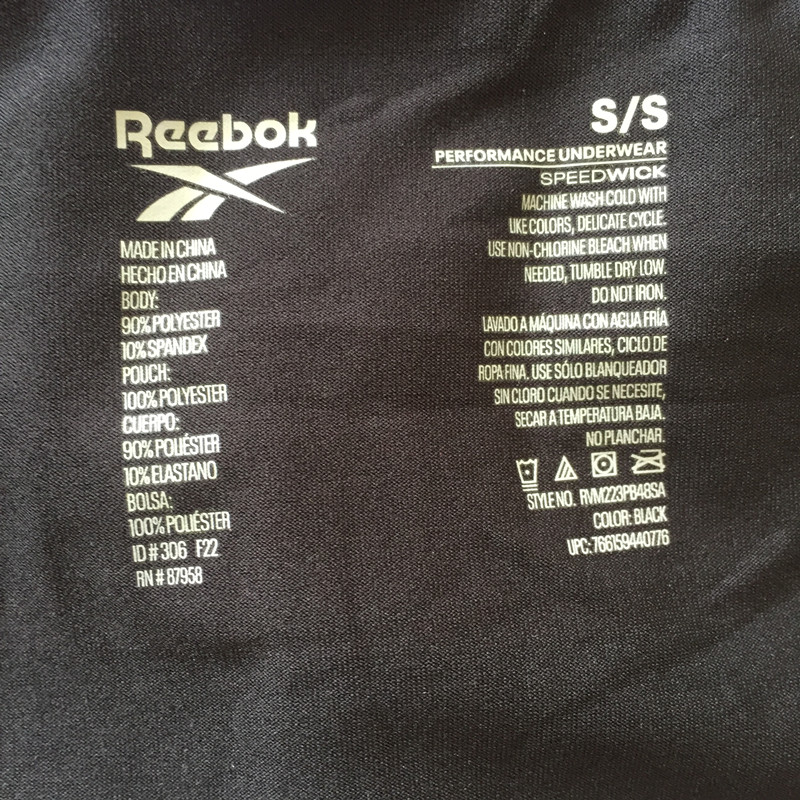 Reebok
MADE IN CHINA
HECHO EN CHINA
BODY:
90% POLYESTER
10% SPANDEX
POUCH:
100% POLYESTER
CUERPO:
90% POLIÉSTER
10% ELASTANO
BOLSA:
100% POLIÉSTER
ID # 306 F22
RN # 87958
S/S
PERFORMANCE UNDERWEAR
SPEEDWICK
MACHINE WASH COLD WITH
LIKE COLORS, DELICATE CYCLE.
USE NON-CHLORINE BLEACH WHEN
NEEDED, TUMBLE DRY LOW.
DO NOT IRON.
LAVADO A MÁQUINA CON AGUA FRÍA
CON COLORES SIMILARES, CICLO DE
ROPA FINA. USE SÓLO BLANQUEADOR
SIN CLORO CUANDO SE NECESITE,
SECAR A TEMPERATURA BAJA.
NO PLANCHAR.
STYLE NO. RVM223PB48SA
COLOR: BLACK
UPC: 766159440776